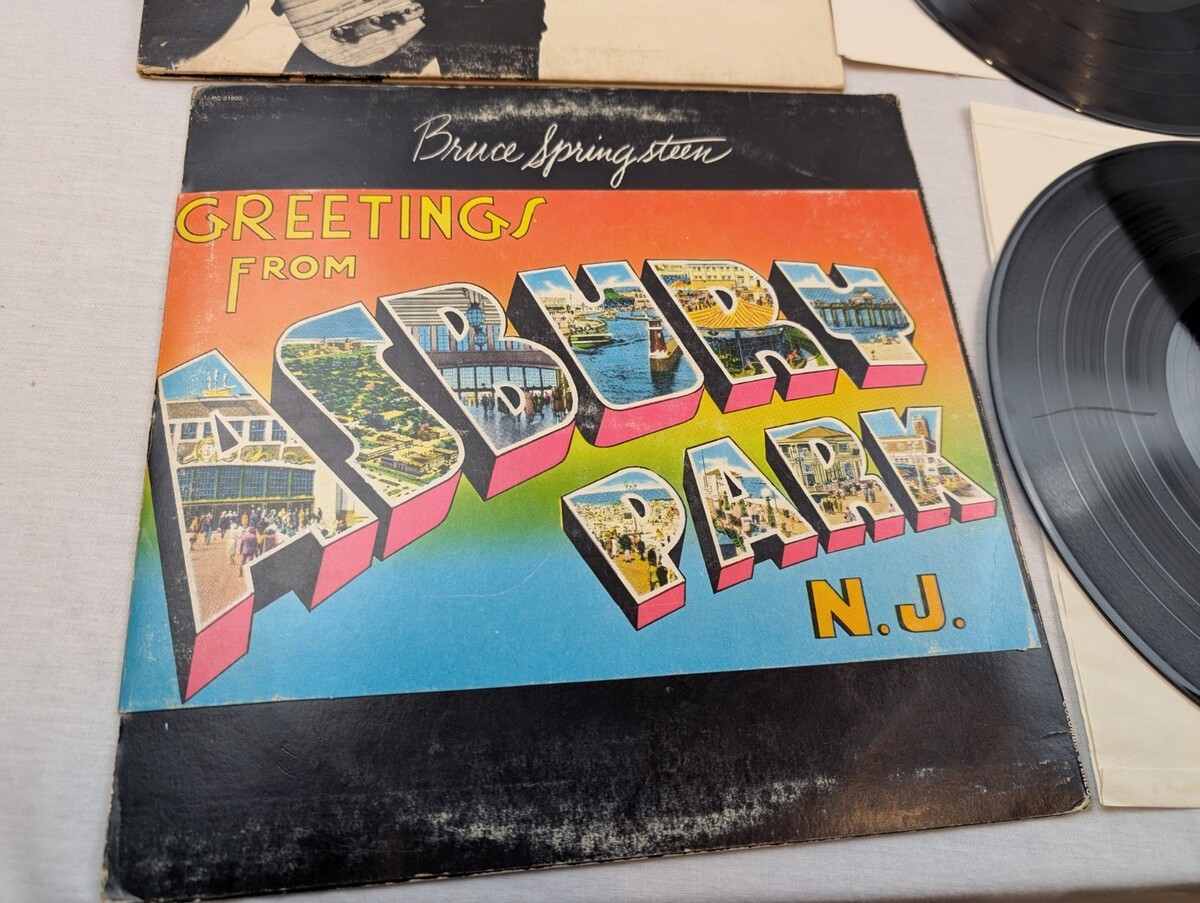 Bruce Springsteen
GREETINGS
FROM
ASBURY
PARK
N.J.